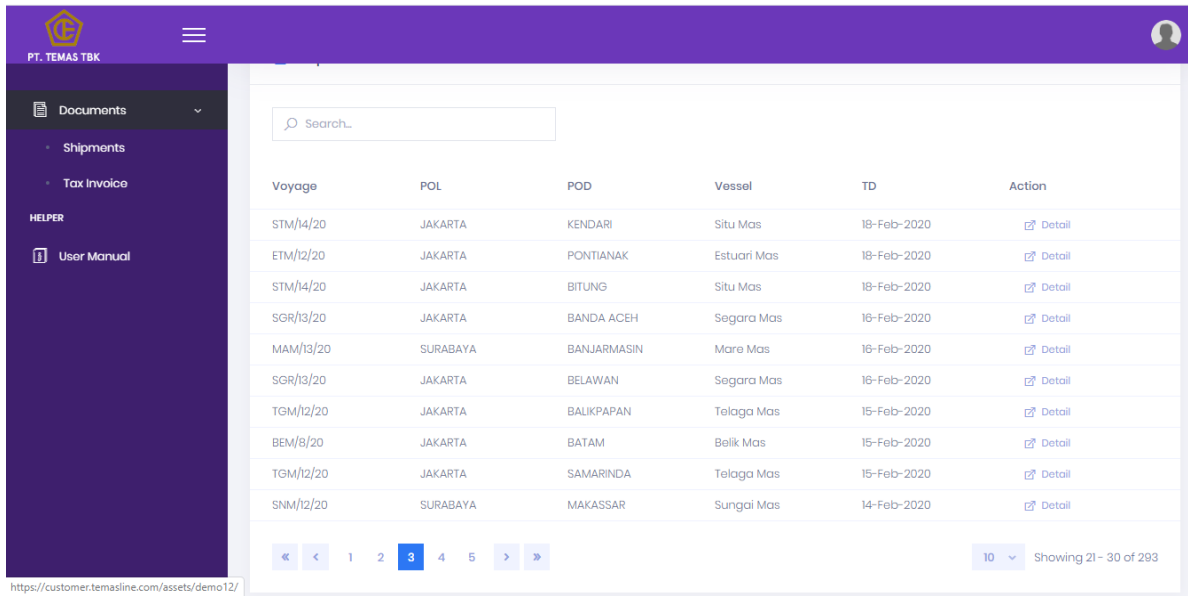 PT. TEMAS TBK
Documents
Shipments
Tax Invoice
HELPER
User Manual
Search...
Voyage POL POD Vessel TD Action
STM/14/20 JAKARTA KENDARI Situ Mas 18-Feb-2020 Detail
ETM/12/20 JAKARTA PONTIANAK Estuari Mas 18-Feb-2020 Detail
STM/14/20 JAKARTA BITUNG Situ Mas 18-Feb-2020 Detail
SGR/13/20 JAKARTA BANDA ACEH Segara Mas 16-Feb-2020 Detail
MAM/13/20 SURABAYA BANJARMASIN Mare Mas 16-Feb-2020 Detail
SGR/13/20 JAKARTA BELAWAN Segara Mas 16-Feb-2020 Detail
TGM/12/20 JAKARTA BALIKPAPAN Telaga Mas 15-Feb-2020 Detail
BEM/8/20 JAKARTA BATAM Belik Mas 15-Feb-2020 Detail
TGM/12/20 JAKARTA SAMARINDA Telaga Mas 15-Feb-2020 Detail
SNM/12/20 SURABAYA MAKASSAR Sungai Mas 14-Feb-2020 Detail
« < 1 2 3 4 5 > » 10 Showing 21 - 30 of 293
https://customer.temasline.com/assets/demo12/